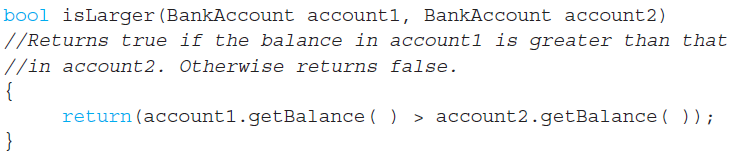 bool isLarger(BankAccount account1, BankAccount account2)
//Returns true if the balance in account1 is greater than that
//in account2. Otherwise returns false.
{
return(account1.getBalance( ) > account2.getBalance( ));
}